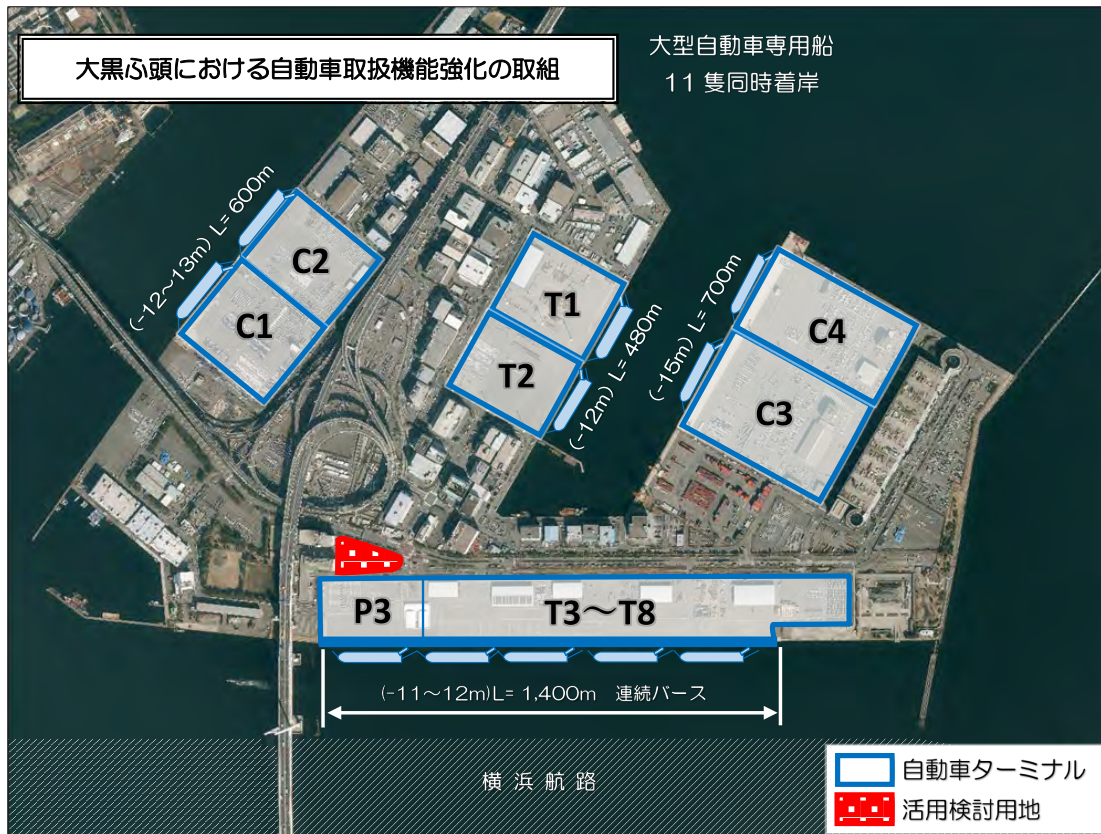 大黒ふ頭における自動車取扱機能強化の取組
大型自動車専用船
11 隻同時着岸
(-12～13m) L= 600m
C2
C1
T1
T2
(-12m) L= 480m
(-15m) L= 700m
C4
C3
P3
T3～T8
(-11～12m)L= 1,400m 連続バース
横 浜 航 路
自動車ターミナル
活用検討用地